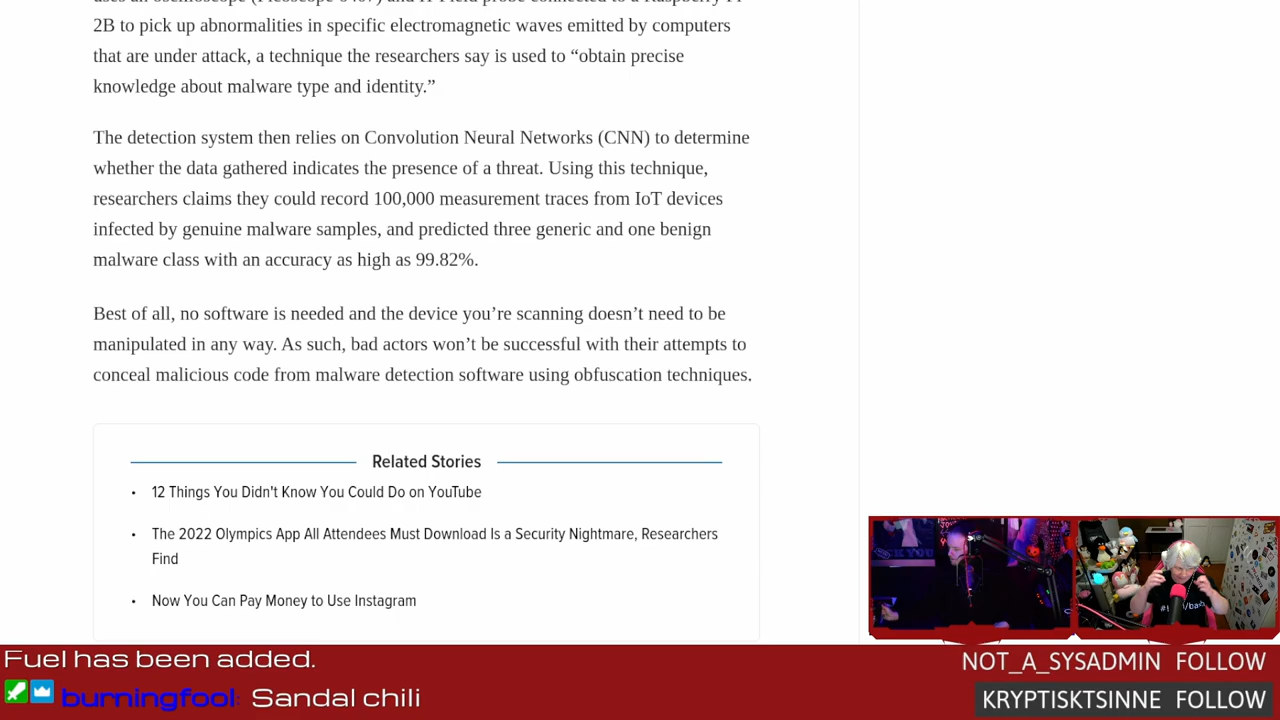 2B to pick up abnormalities in specific electromagnetic waves emitted by computers
that are under attack, a technique the researchers say is used to “obtain precise
knowledge about malware type and identity.”
The detection system then relies on Convolution Neural Networks (CNN) to determine
whether the data gathered indicates the presence of a threat. Using this technique,
researchers claims they could record 100,000 measurement traces from IoT devices
infected by genuine malware samples, and predicted three generic and one benign
malware class with an accuracy as high as 99.82%.
Best of all, no software is needed and the device you’re scanning doesn’t need to be
manipulated in any way. As such, bad actors won’t be successful with their attempts to
conceal malicious code from malware detection software using obfuscation techniques.
Related Stories
• 12 Things You Didn't Know You Could Do on YouTube
• The 2022 Olympics App All Attendees Must Download Is a Security Nightmare, Researchers
Find
• Now You Can Pay Money to Use Instagram
Fuel has been added.
burningfool: Sandal chili
NOT_A_SYSADMIN FOLLOW
KRYPTISKTSINNE FOLLOW